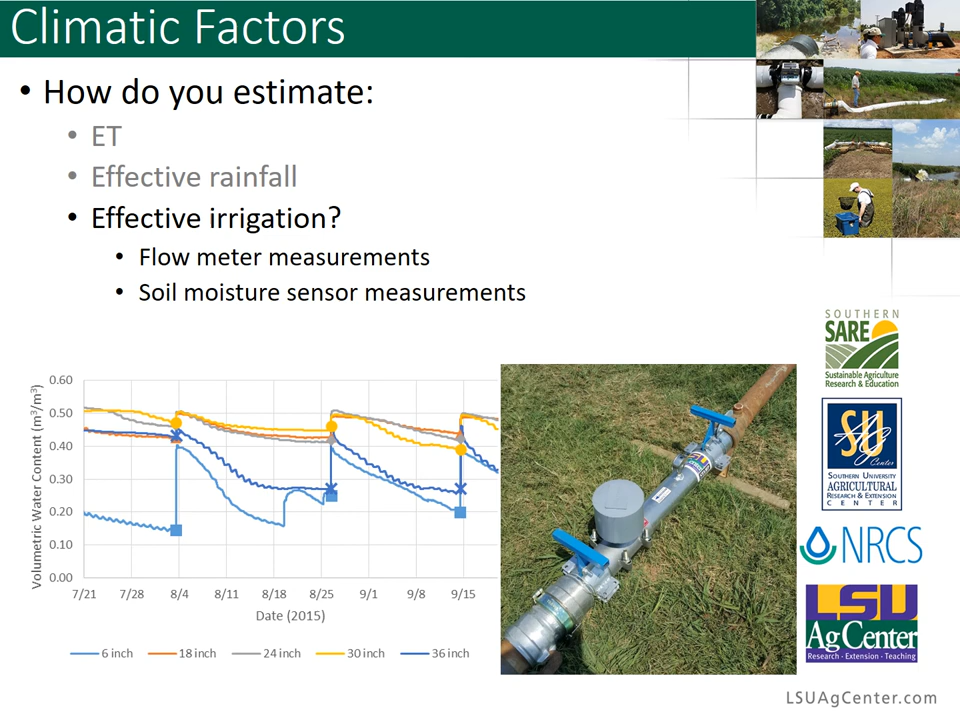 Climatic Factors
• How do you estimate:
• ET
• Effective rainfall
• Effective irrigation?
• Flow meter measurements
• Soil moisture sensor measurements
SOUTHERN
SARE
Sustainable Agriculture
Research & Education
SU
Ag
Center
SOUTHERN UNIVERSITY
AGRICULTURAL
RESEARCH & EXTENSION
CENTER
NRCS
LSU
AgCenter
Research · Extension · Teaching
Volumetric Water Content (m³/m³)
0.60
0.50
0.40
0.30
0.20
0.10
0.00
7/21 7/28 8/4 8/11 8/18 8/25 9/1 9/8 9/15
Date (2015)
6 inch 18 inch 24 inch 30 inch 36 inch
LSUAgCenter.com